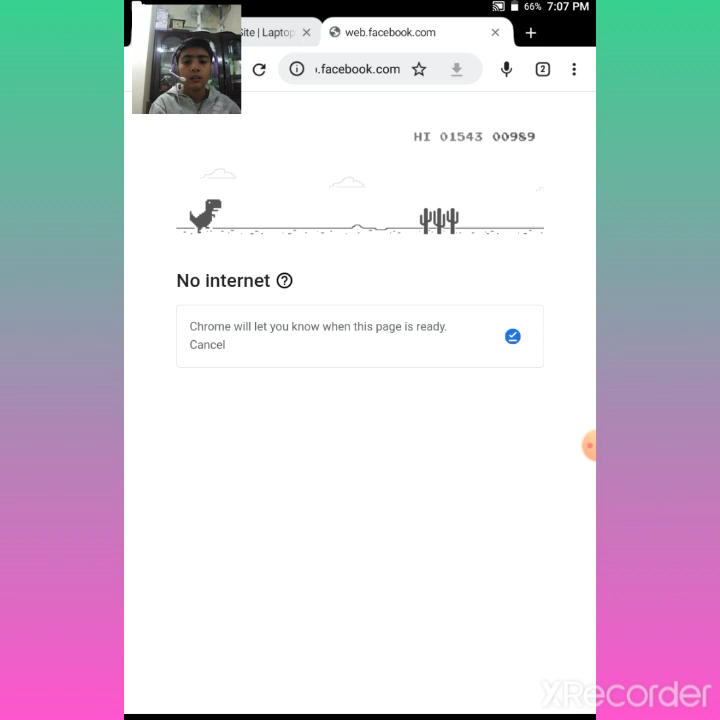 66% 7:07 PM
Site | Laptop
web.facebook.com
.facebook.com
2
HI 01543 00989
No internet
Chrome will let you know when this page is ready.
Cancel
XRecorder